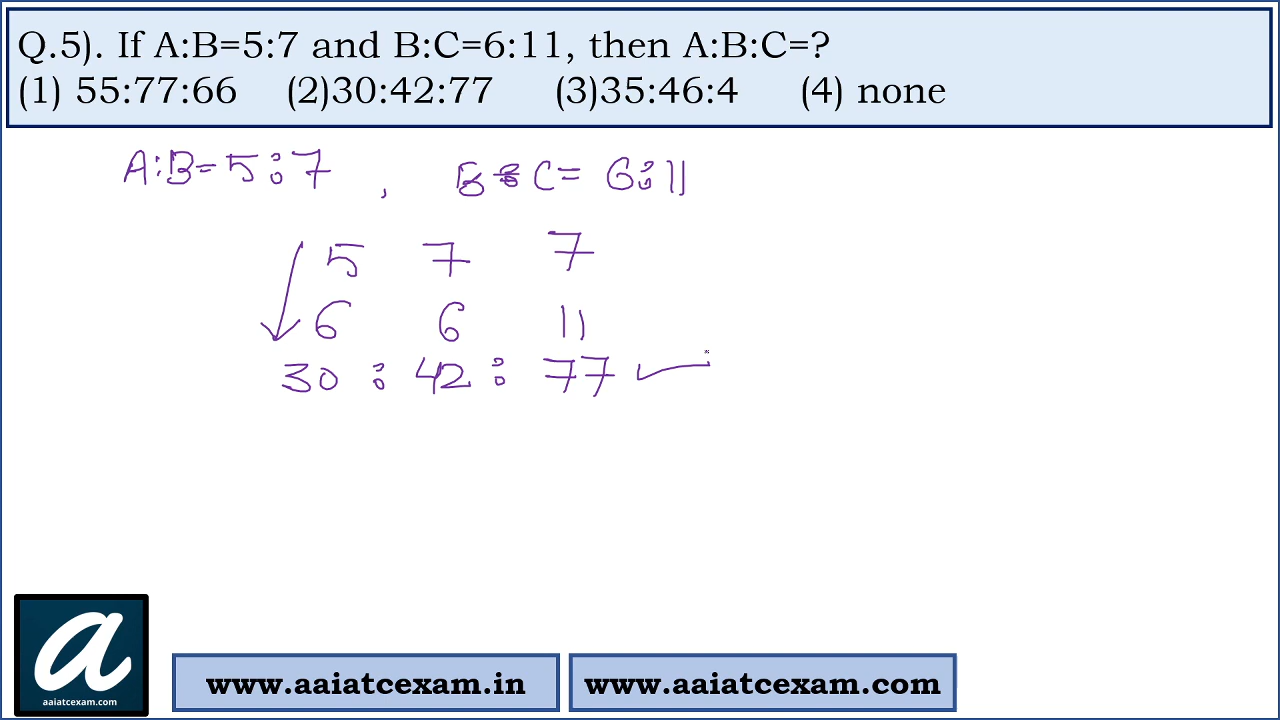 Q.5). If A:B=5:7 and B:C=6:11, then A:B:C=?
(1) 55:77:66 (2)30:42:77 (3)35:46:4 (4) none
A:B=5:7 , B:C= 6:11
5 7 7
6 6 11
30 : 42 : 77
a
aaiatcexam.com
www.aaiatcexam.in www.aaiatcexam.com